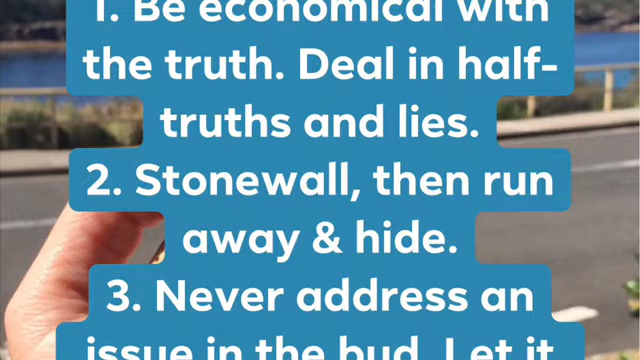 1. Be economical with
the truth. Deal in half-
truths and lies.
2. Stonewall, then run
away & hide.
3. Never address an
issue in the bud. Let it